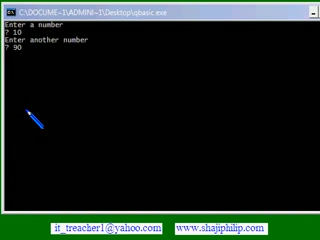 C:\DOCUME~1\ADMINI~1\Desktop\qbasic.exe
Enter a number
? 10
Enter another number
? 90
it_treacher1@yahoo.com
www.shajiphilip.com